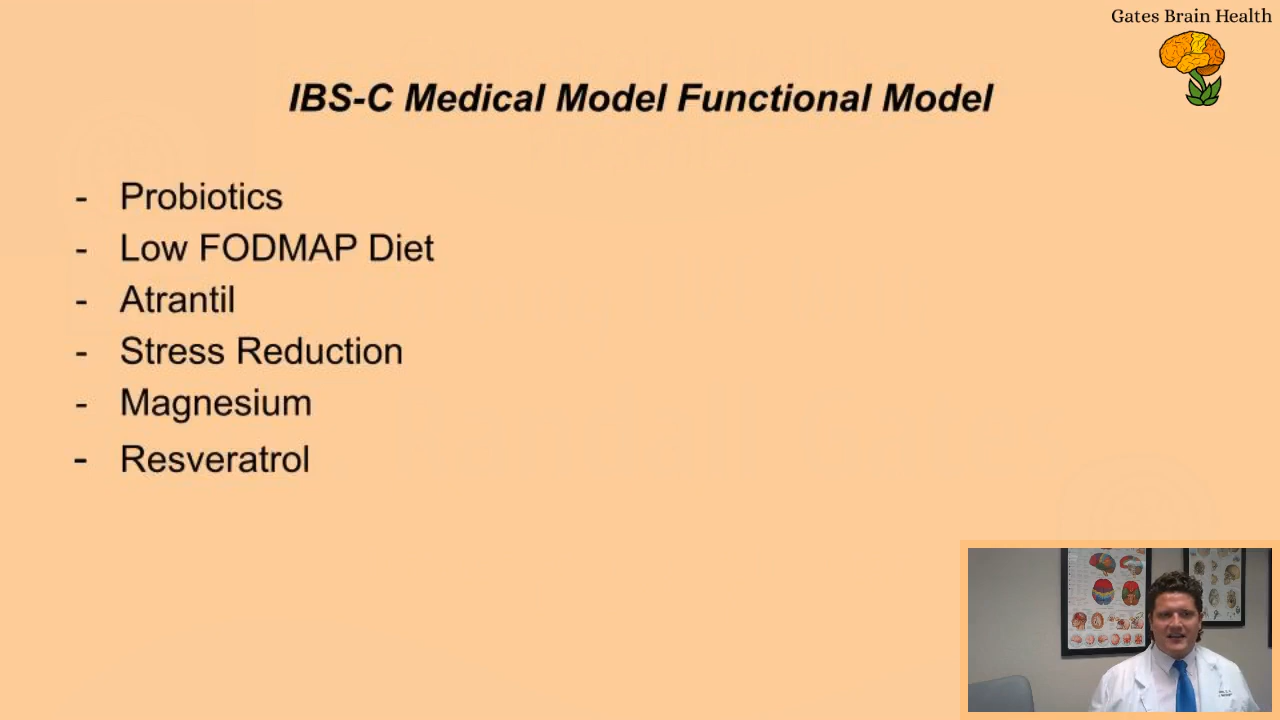 Gates Brain Health
IBS-C Medical Model Functional Model
- Probiotics
- Low FODMAP Diet
- Atrantil
- Stress Reduction
- Magnesium
- Resveratrol